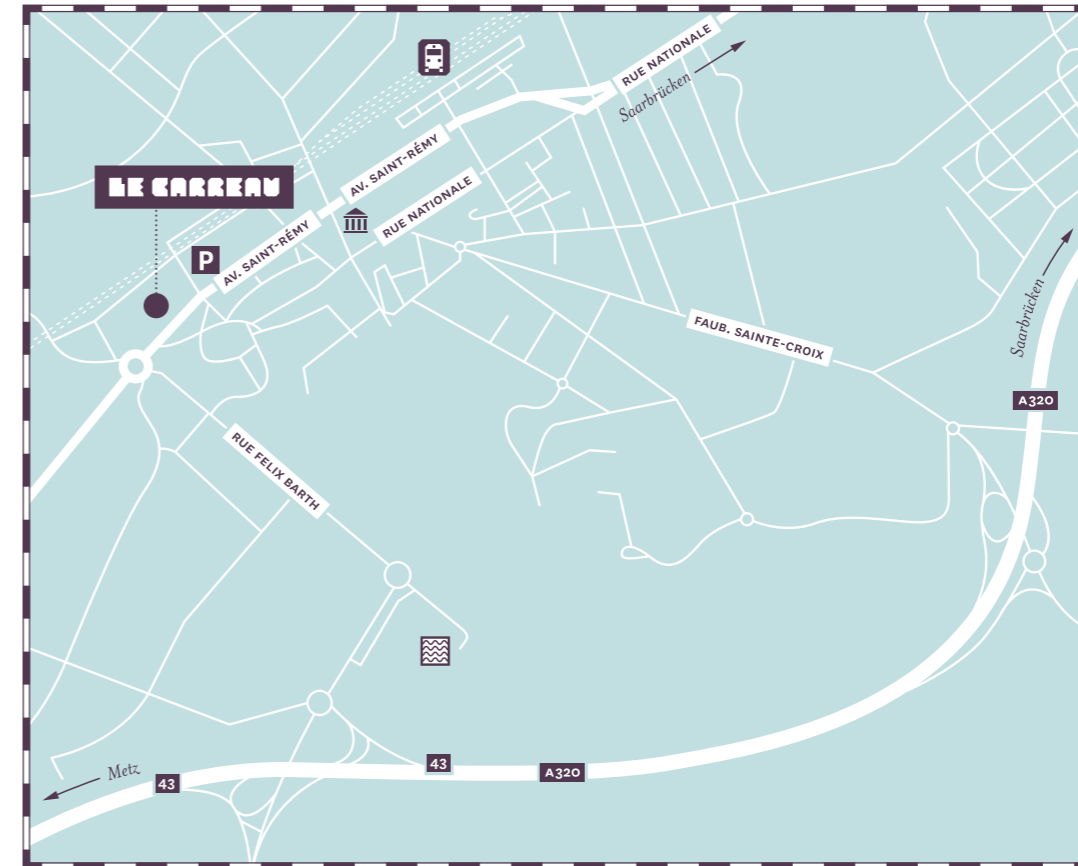 RUE NATIONALE
Saarbrücken
AV. SAINT-RÉMY
LE CARREAU
RUE NATIONALE
AV. SAINT-RÉMY
P
Saarbrücken
FAUB. SAINTE-CROIX
A320
RUE FELIX BARTH
43
A320
Metz
43